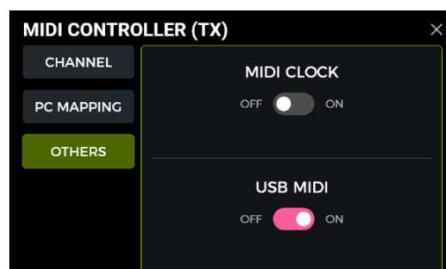 MIDI CONTROLLER (TX)
CHANNEL
PC MAPPING
OTHERS
MIDI CLOCK
OFF ON
USB MIDI
OFF ON